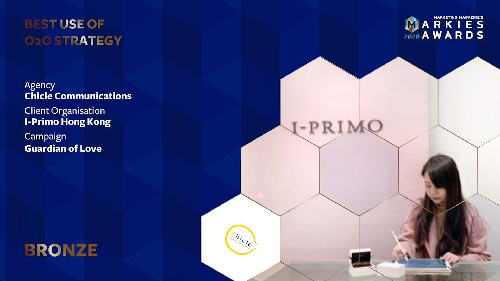 BEST USE OF
O2O STRATEGY
MARKETING MAGAZINE'S
MARKIES
2020 AWARDS
Agency
Chicle Communications
Client Organisation
I-Primo Hong Kong
Campaign
Guardian of Love
I-PRIMO
chicle
BRONZE